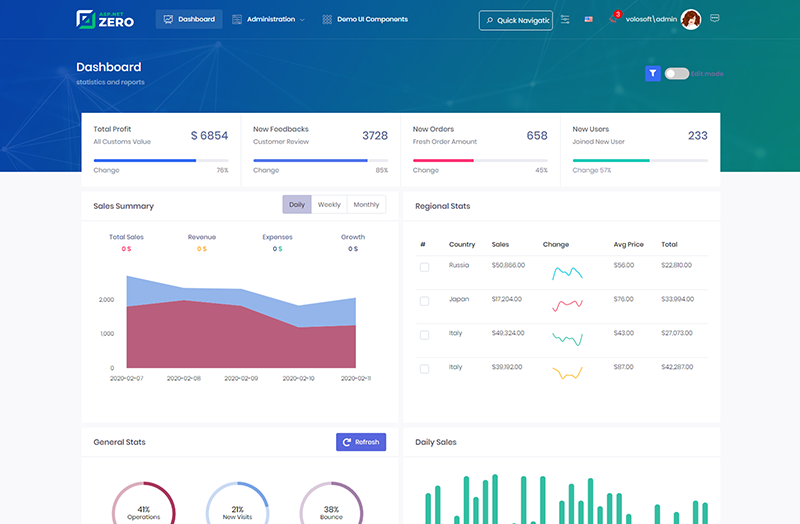 ASP.NET
ZERO
Dashboard
Administration
Demo UI Components
Quick Navigatic
3
volosoft\admin
Dashboard
statistics and reports
Edit mode
Total Profit
All Customs Value
$ 6854
Change
76%
New Feedbacks
Customer Review
3728
Change
85%
New Orders
Fresh Order Amount
658
Change
45%
New Users
Joined New User
233
Change 57%
Sales Summary
Daily
Weekly
Monthly
Total Sales
0 $
Revenue
0 $
Expenses
0 $
Growth
0 $
2,000
1,000
0
2020-02-07
2020-02-08
2020-02-09
2020-02-10
2020-02-11
Regional Stats
# Country Sales Change Avg Price Total
Russia $50,866.00 $56.00 $22,810.00
Japan $17,204.00 $76.00 $33,994.00
Italy $49,324.00 $43.00 $27,073.00
Italy $39,192.00 $87.00 $42,287.00
General Stats
Refresh
41%
Operations
21%
New Visits
38%
Bounce
Daily Sales